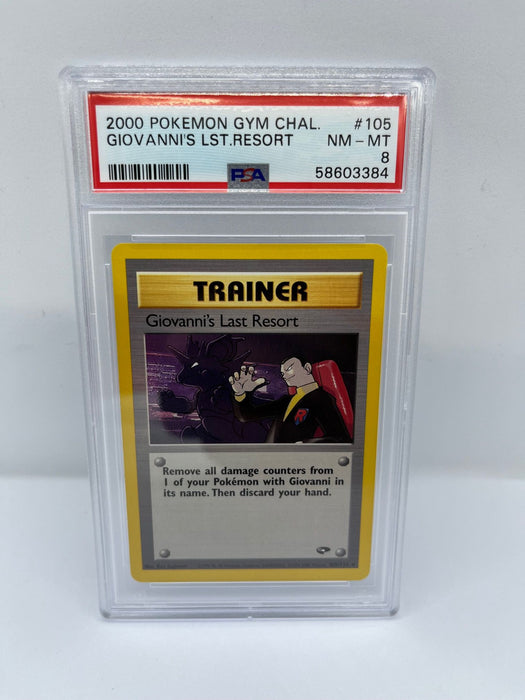 2000 POKEMON GYM CHAL. #105
GIOVANNI'S LST.RESORT NM - MT
8
PSA 58603384
TRAINER
Giovanni's Last Resort
Remove all damage counters from
1 of your Pokémon with Giovanni in
its name. Then discard your hand.